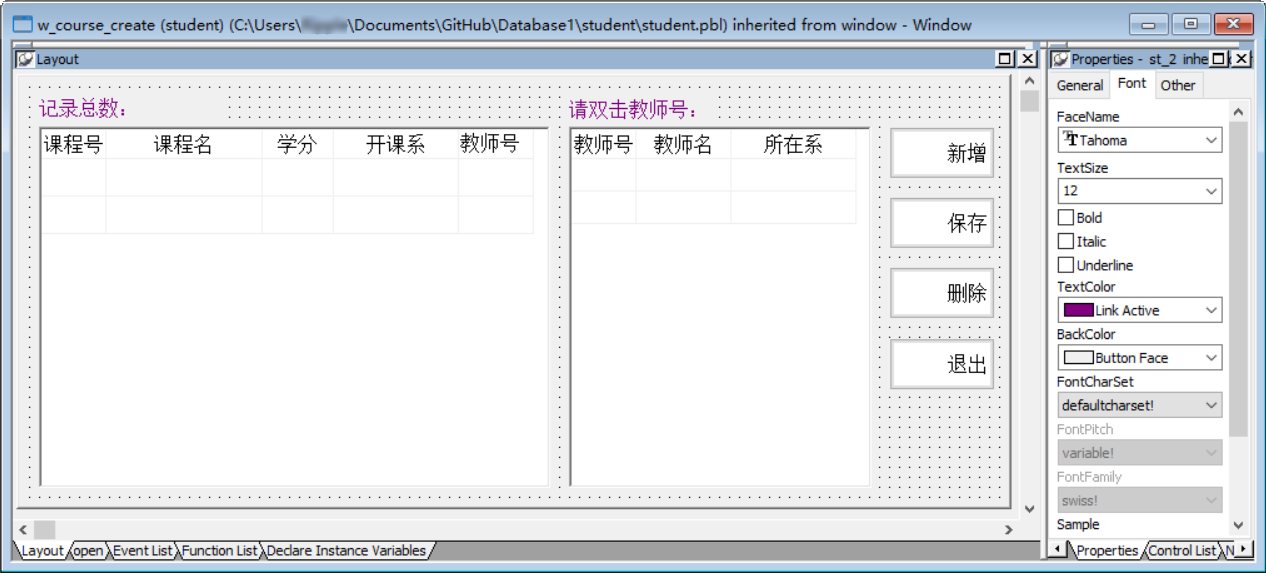 w_course_create (student) (C:\Users\ \Documents\GitHub\Database1\student\student.pbl) inherited from window - Window
Layout
记录总数:
请双击教师号:
课程号 课程名 学分 开课系 教师号
教师号 教师名 所在系
新增
保存
删除
退出
Layout open Event List Function List Declare Instance Variables
Properties - st_2 inhe
General Font Other
FaceName
Tahoma
TextSize
12
Bold
Italic
Underline
TextColor
Link Active
BackColor
Button Face
FontCharSet
defaultcharset!
FontPitch
variable!
FontFamily
swiss!
Sample
Properties Control List N